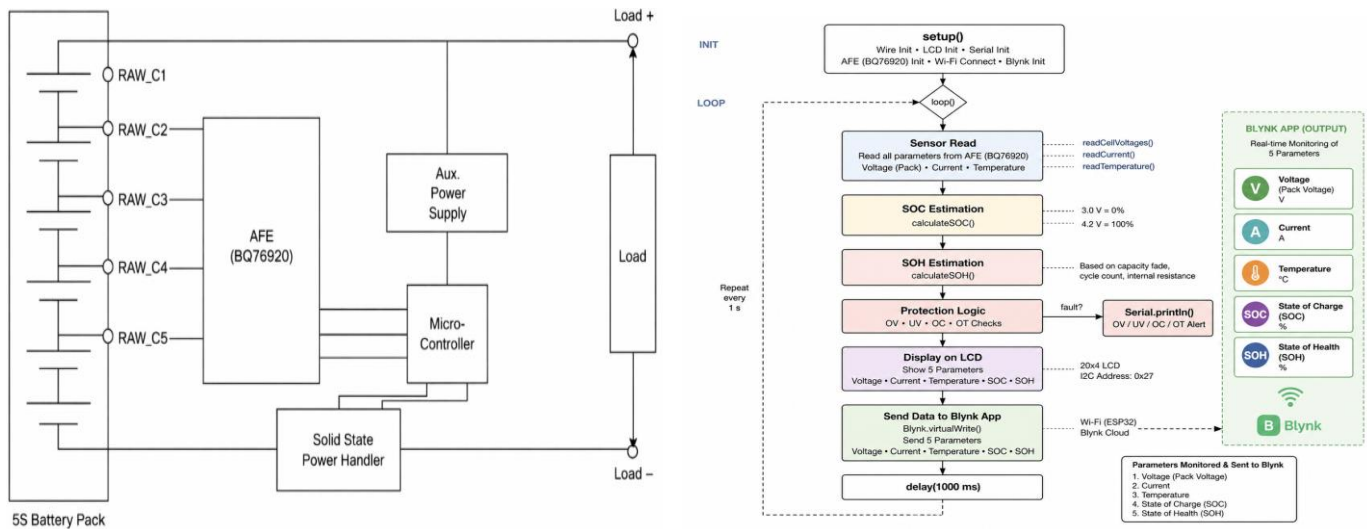 Load +
RAW_C1
RAW_C2
RAW_C3
RAW_C4
RAW_C5
AFE
(BQ76920)
Aux.
Power
Supply
Micro-
Controller
Load
Solid State
Power Handler
Load –
5S Battery Pack
INIT
setup()
Wire Init • LCD Init • Serial Init
AFE (BQ76920) Init • Wi-Fi Connect • Blynk Init
LOOP
loop()
Sensor Read
Read all parameters from AFE (BQ76920)
Voltage (Pack) • Current • Temperature
readCellVoltages()
readCurrent()
readTemperature()
SOC Estimation
calculateSOC()
3.0 V = 0%
4.2 V = 100%
SOH Estimation
calculateSOH()
Based on capacity fade,
cycle count, internal resistance
Repeat
every
1 s
Protection Logic
OV • UV • OC • OT Checks
fault?
Serial.println()
OV / UV / OC / OT Alert
Display on LCD
Show 5 Parameters
Voltage • Current • Temperature • SOC • SOH
20x4 LCD
I2C Address: 0x27
Send Data to Blynk App
Blynk.virtualWrite()
Send 5 Parameters
Voltage • Current • Temperature • SOC • SOH
Wi-Fi (ESP32)
Blynk Cloud
delay(1000 ms)
BLYNK APP (OUTPUT)
Real-time Monitoring of
5 Parameters
V
Voltage
(Pack Voltage)
V
A
Current
A
Temperature
°C
SOC
State of Charge
(SOC)
%
SOH
State of Health
(SOH)
%
B Blynk
Parameters Monitored & Sent to Blynk
1. Voltage (Pack Voltage)
2. Current
3. Temperature
4. State of Charge (SOC)
5. State of Health (SOH)